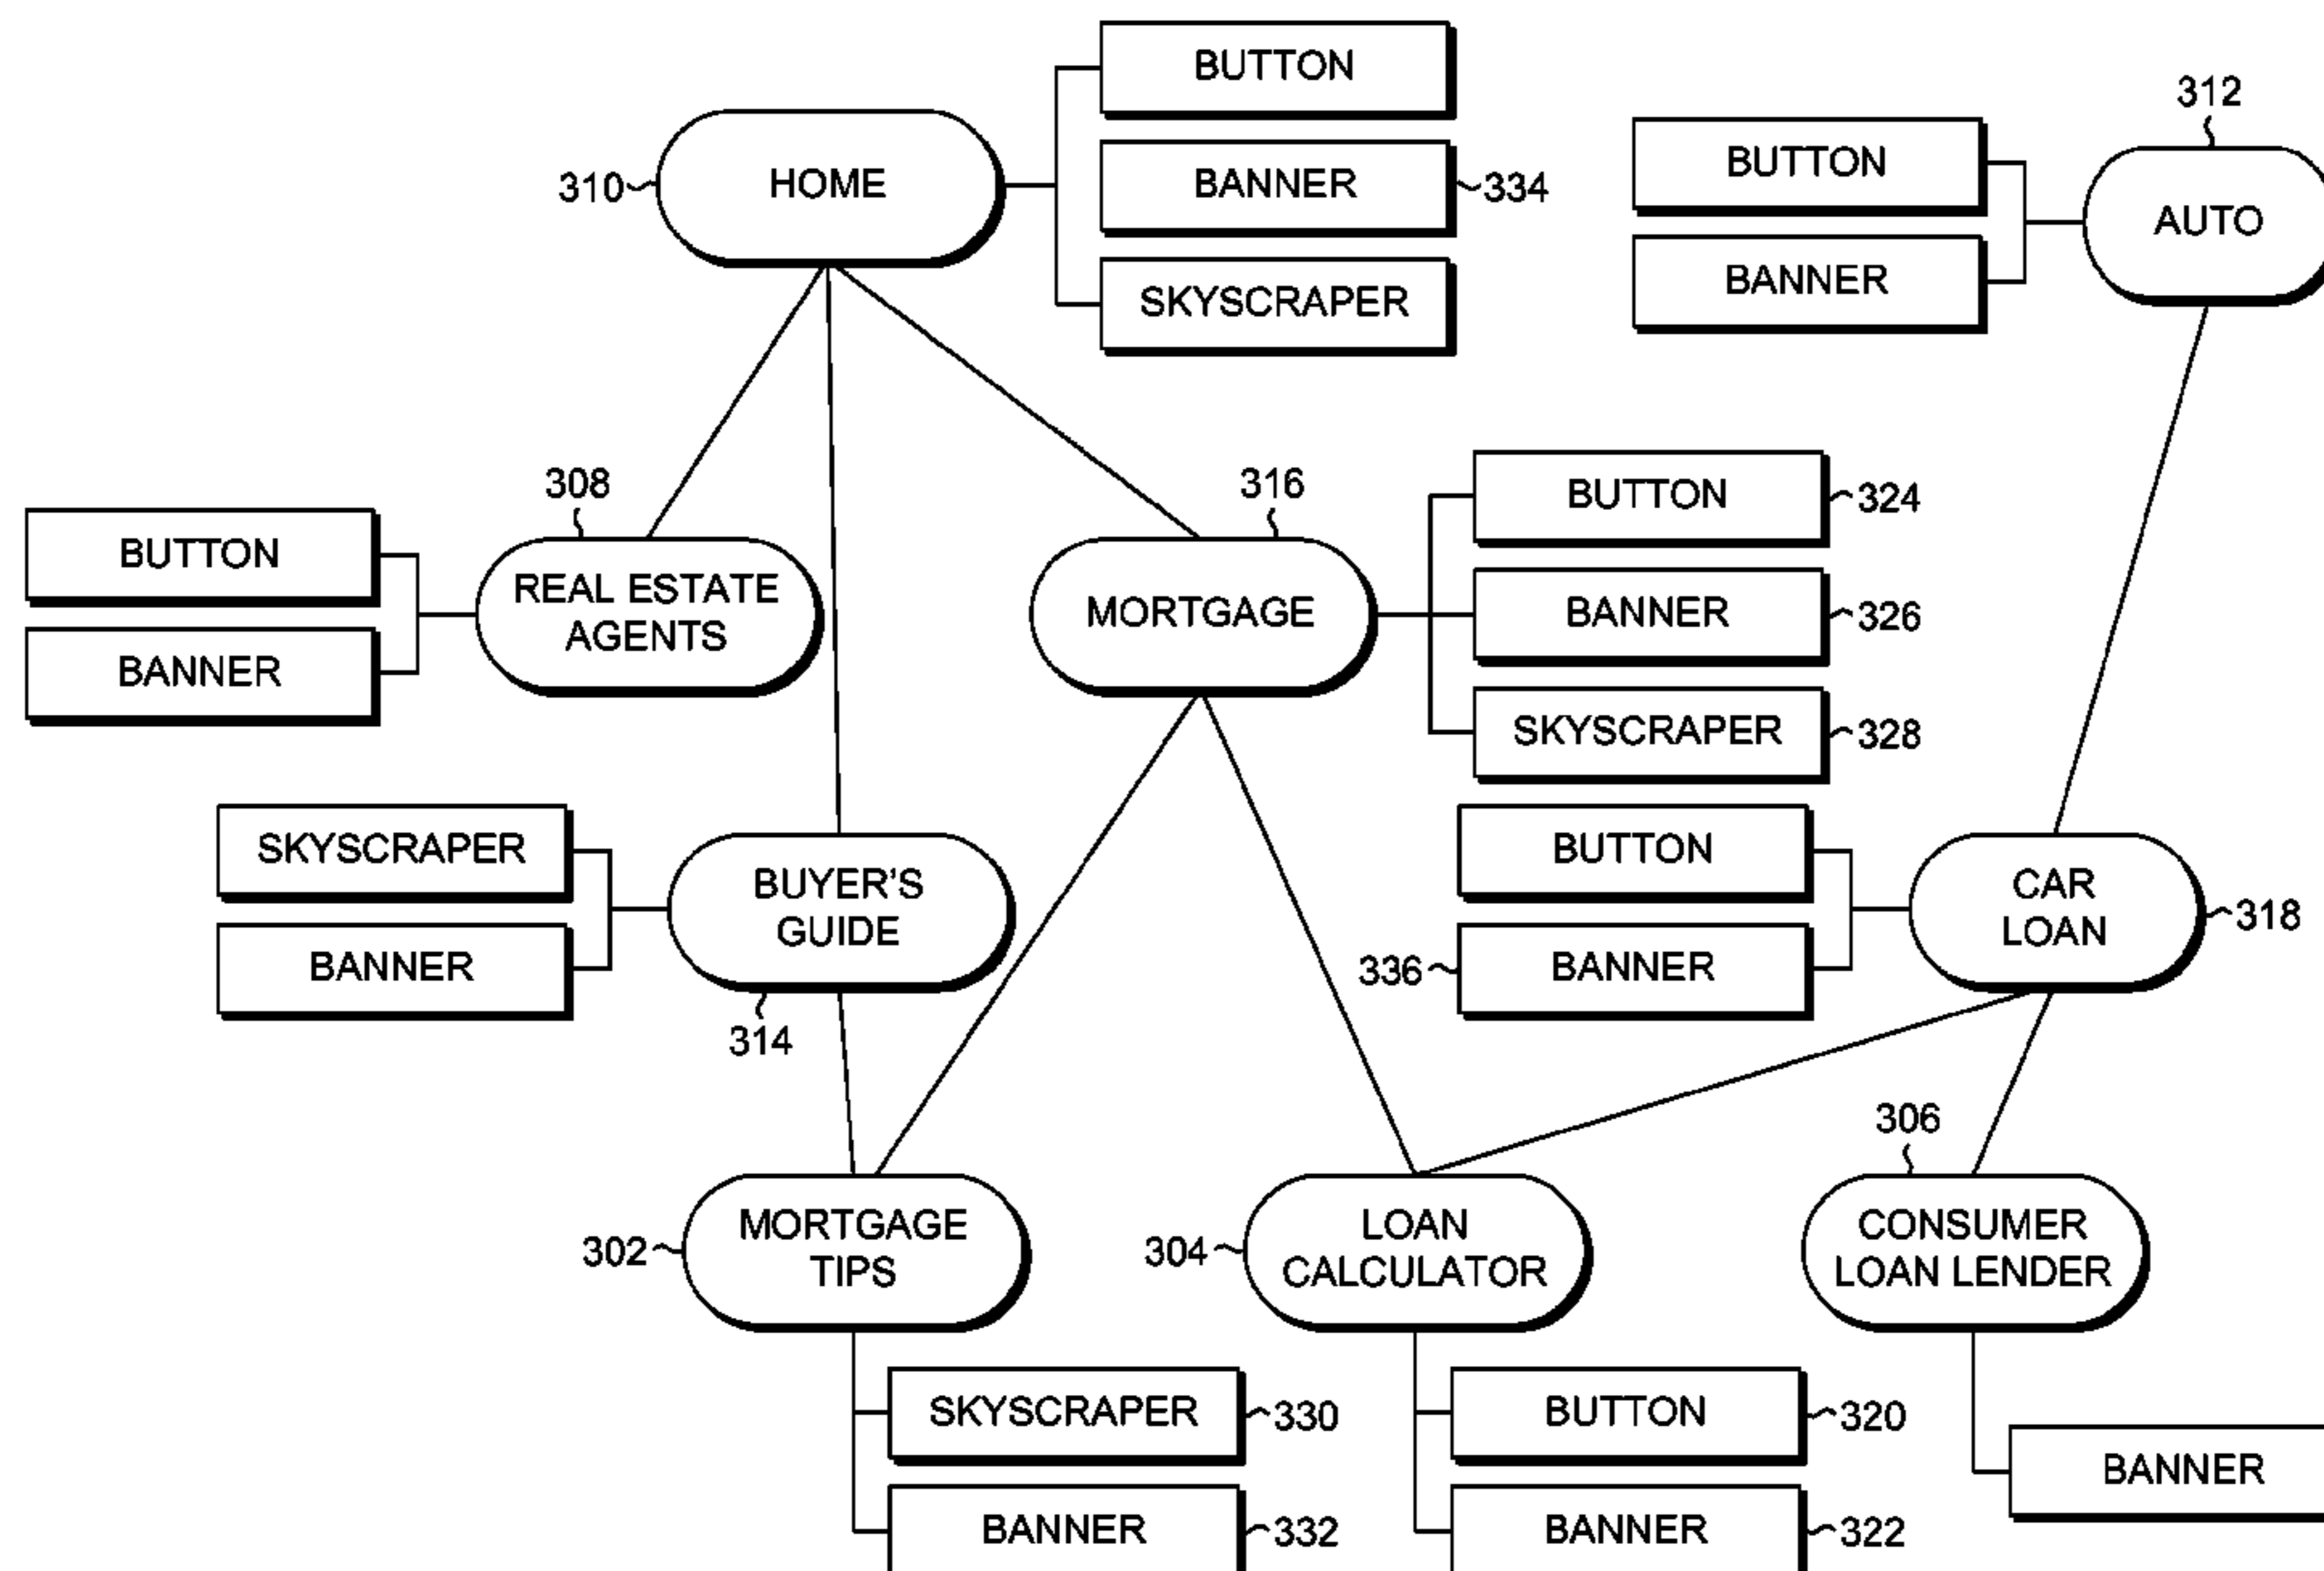 BUTTON
312
BUTTON
310
HOME
BANNER
334
AUTO
BANNER
SKYSCRAPER
308
316
BUTTON
324
BUTTON
REAL ESTATE
AGENTS
MORTGAGE
BANNER
326
BANNER
SKYSCRAPER
328
SKYSCRAPER
BUYER'S
GUIDE
BUTTON
CAR
LOAN
318
BANNER
336
BANNER
314
306
302
MORTGAGE
TIPS
304
LOAN
CALCULATOR
CONSUMER
LOAN LENDER
SKYSCRAPER
330
BUTTON
320
BANNER
BANNER
332
BANNER
322